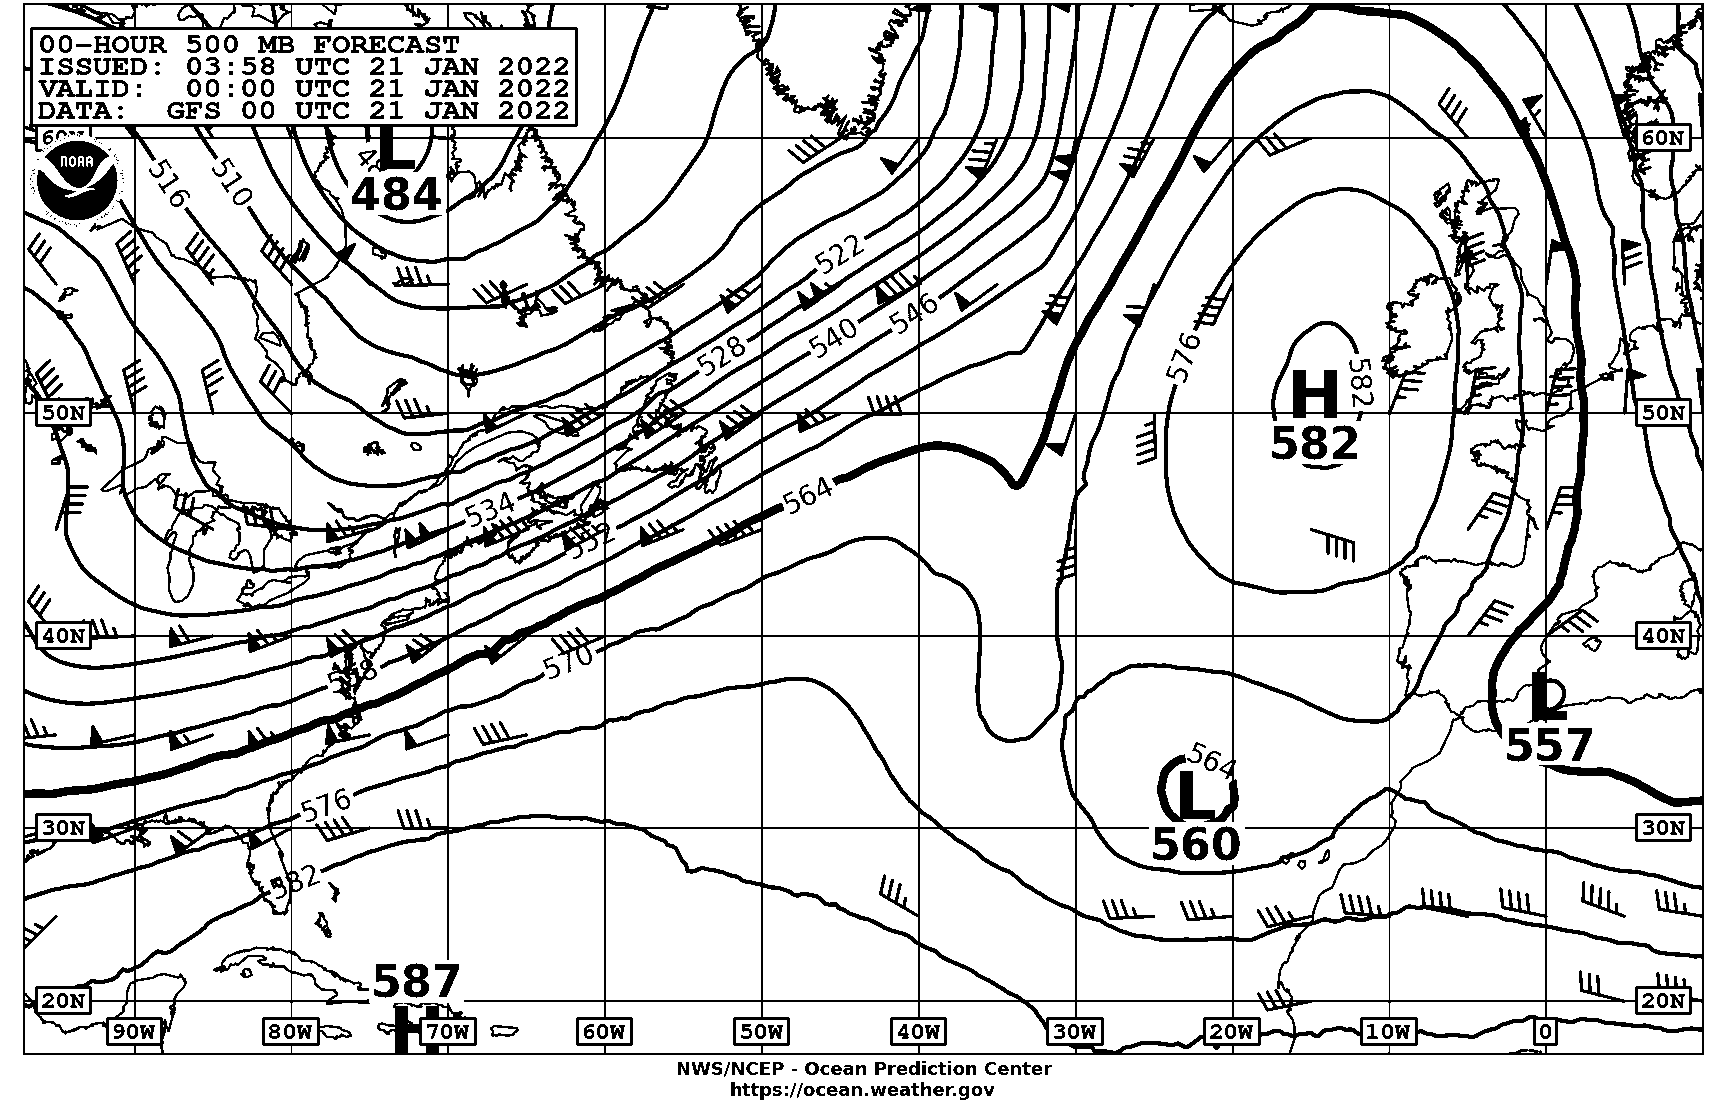 00-HOUR 500 MB FORECAST
ISSUED: 03:58 UTC 21 JAN 2022
VALID: 00:00 UTC 21 JAN 2022
DATA: GFS 00 UTC 21 JAN 2022
60N
60N
NOAA
L
484
516
510
522
528
540
546
576
H
582
582
50N
50N
534
552
564
40N
40N
558
570
L
557
564
L
560
576
30N
30N
582
587
H
20N
20N
90W
80W
70W
60W
50W
40W
30W
20W
10W
0
NWS/NCEP - Ocean Prediction Center
https://ocean.weather.gov